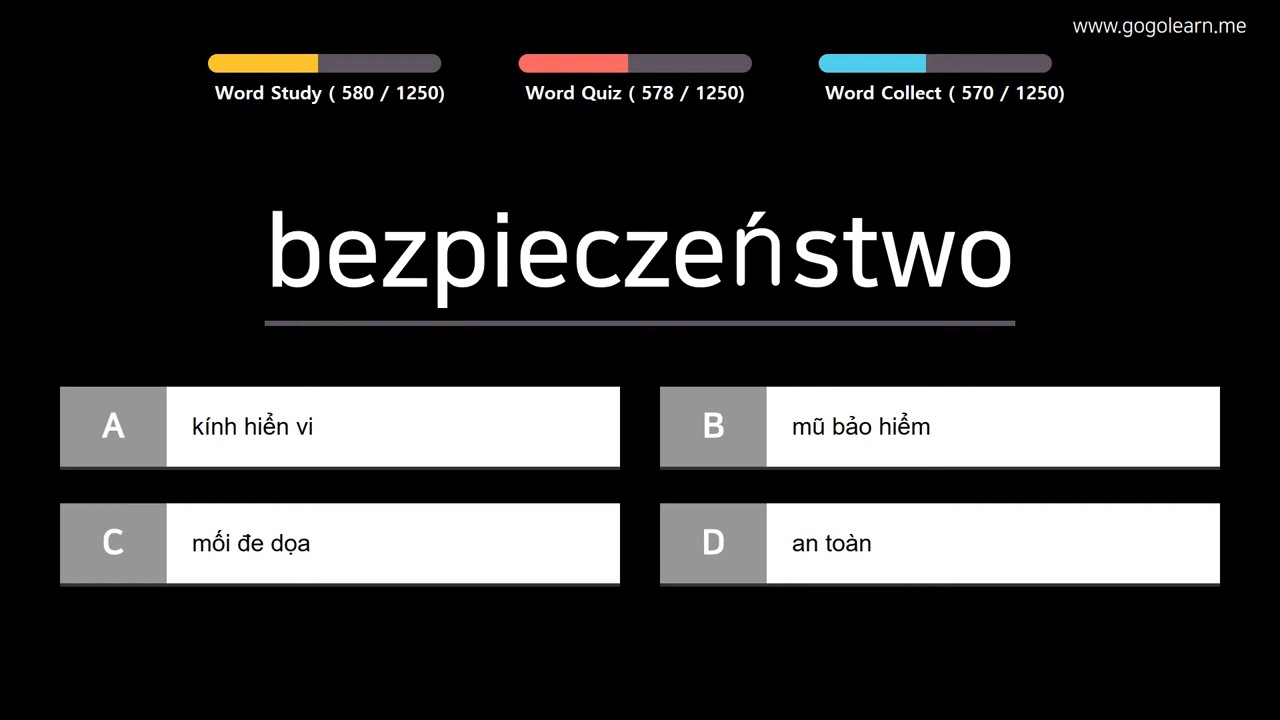 www.gogolearn.me
Word Study ( 580 / 1250)
Word Quiz ( 578 / 1250)
Word Collect ( 570 / 1250)
bezpieczeństwo
A
kính hiển vi
B
mũ bảo hiểm
C
mối đe dọa
D
an toàn